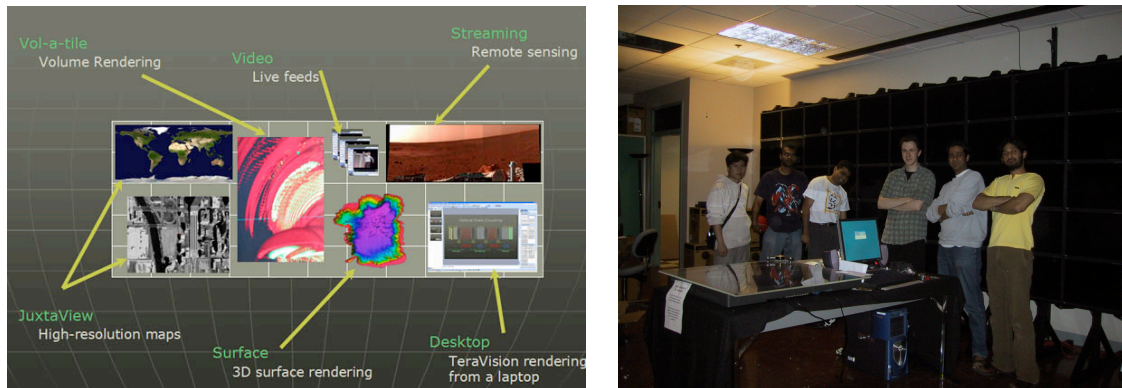 Vol-a-tile
Volume Rendering
Video
Live feeds
Streaming
Remote sensing
JuxtaView
High-resolution maps
Surface
3D surface rendering
Desktop
TeraVision rendering
from a laptop